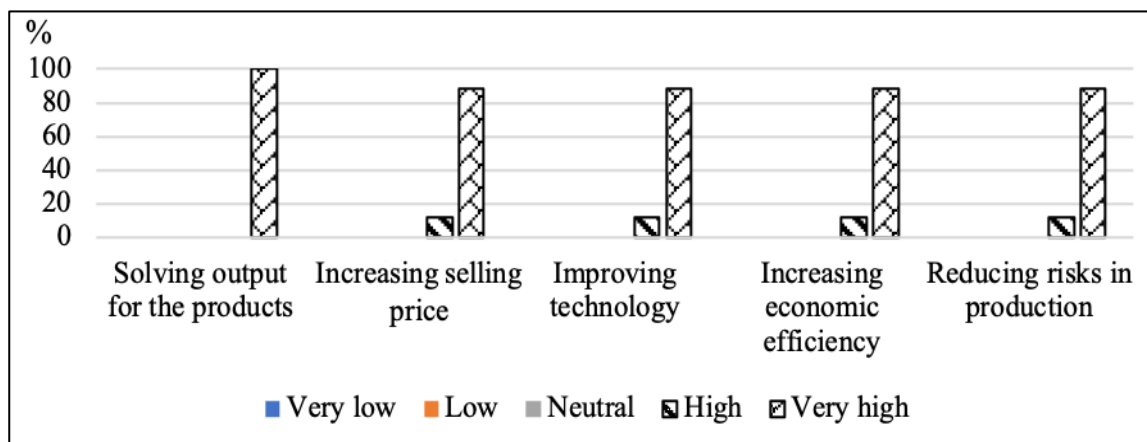 %
100
80
60
40
20
0
Solving output
for the products
Increasing selling
price
Improving
technology
Increasing
economic
efficiency
Reducing risks in
production
Very low Low Neutral High Very high